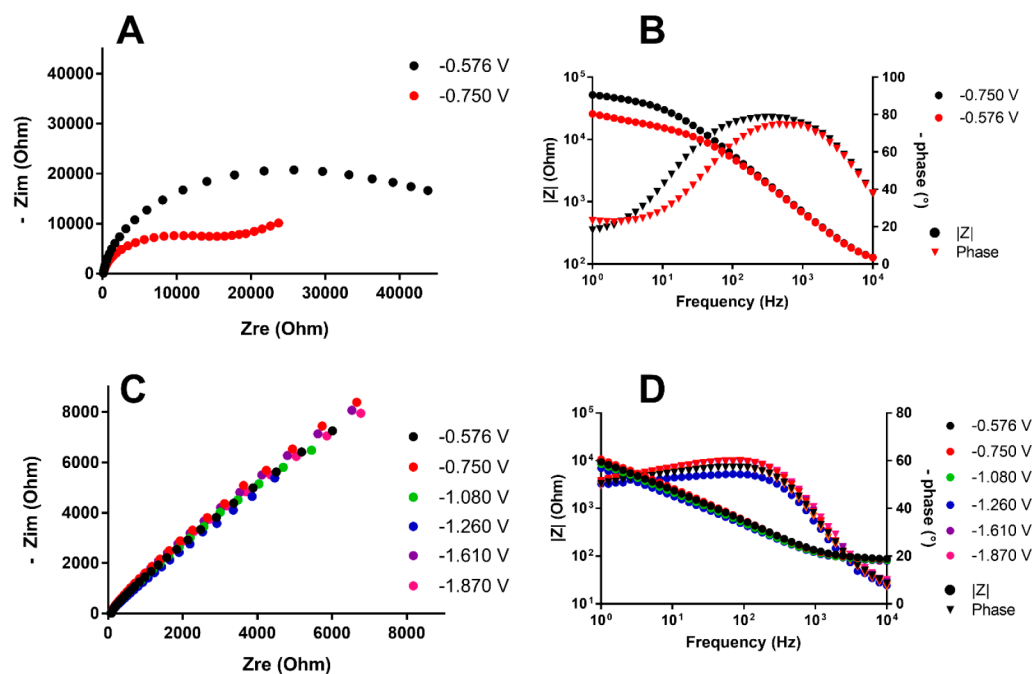 A
40000
30000
20000
10000
0
- Zim (Ohm)
0
10000
20000
30000
40000
Zre (Ohm)
-0.576 V
-0.750 V
B
10⁵
10⁴
10³
10²
|Z| (Ohm)
10⁰
10¹
10²
10³
10⁴
Frequency (Hz)
100
80
60
40
20
0
- phase (°)
-0.750 V
-0.576 V
|Z|
Phase
C
8000
6000
4000
2000
0
- Zim (Ohm)
0
2000
4000
6000
8000
Zre (Ohm)
-0.576 V
-0.750 V
-1.080 V
-1.260 V
-1.610 V
-1.870 V
D
10⁵
10⁴
10³
10²
10¹
|Z| (Ohm)
10⁰
10¹
10²
10³
10⁴
Frequency (Hz)
80
60
40
20
0
- phase (°)
-0.576 V
-0.750 V
-1.080 V
-1.260 V
-1.610 V
-1.870 V
|Z|
Phase